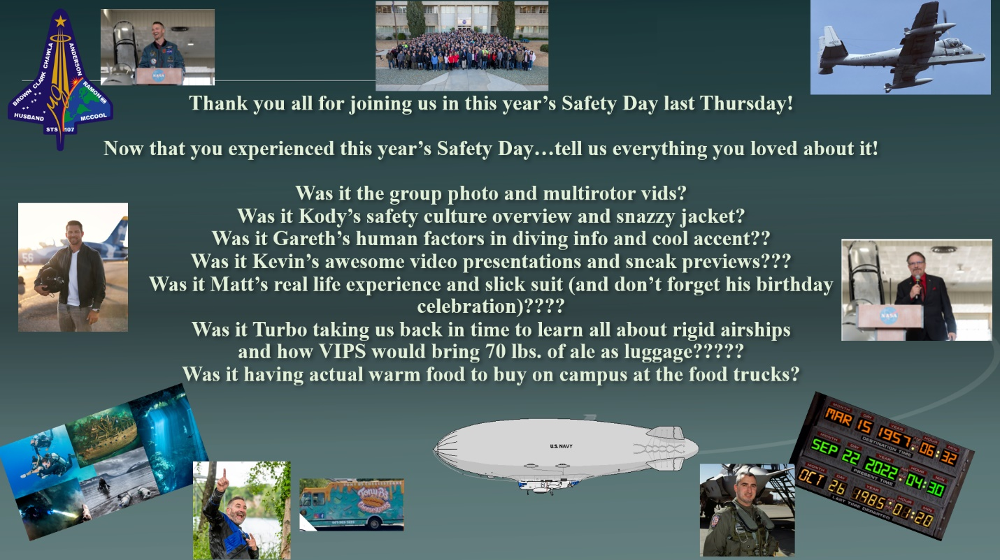 BROWN CLARK CHAWLA
ANDERSON
RAMON
HUSBAND
MCCOOL
STS 107
NASA
Thank you all for joining us in this year’s Safety Day last Thursday!
Now that you experienced this year’s Safety Day…tell us everything you loved about it!
Was it the group photo and multirotor vids?
Was it Kody’s safety culture overview and snazzy jacket?
Was it Gareth’s human factors in diving info and cool accent??
Was it Kevin’s awesome video presentations and sneak previews???
Was it Matt’s real life experience and slick suit (and don’t forget his birthday
celebration)????
Was it Turbo taking us back in time to learn all about rigid airships
and how VIPS would bring 70 lbs. of ale as luggage?????
Was it having actual warm food to buy on campus at the food trucks?
56
NASA
U.S. NAVY
Tony B's
MONTH DAY YEAR HOUR MIN
MAR 15 1957 06:32
DESTINATION TIME
MONTH DAY YEAR AM HOUR MIN
SEP 22 2022 04:30
PRESENT TIME
MONTH DAY YEAR HOUR MIN
OCT 26 1985 01:20
LAST TIME DEPARTED